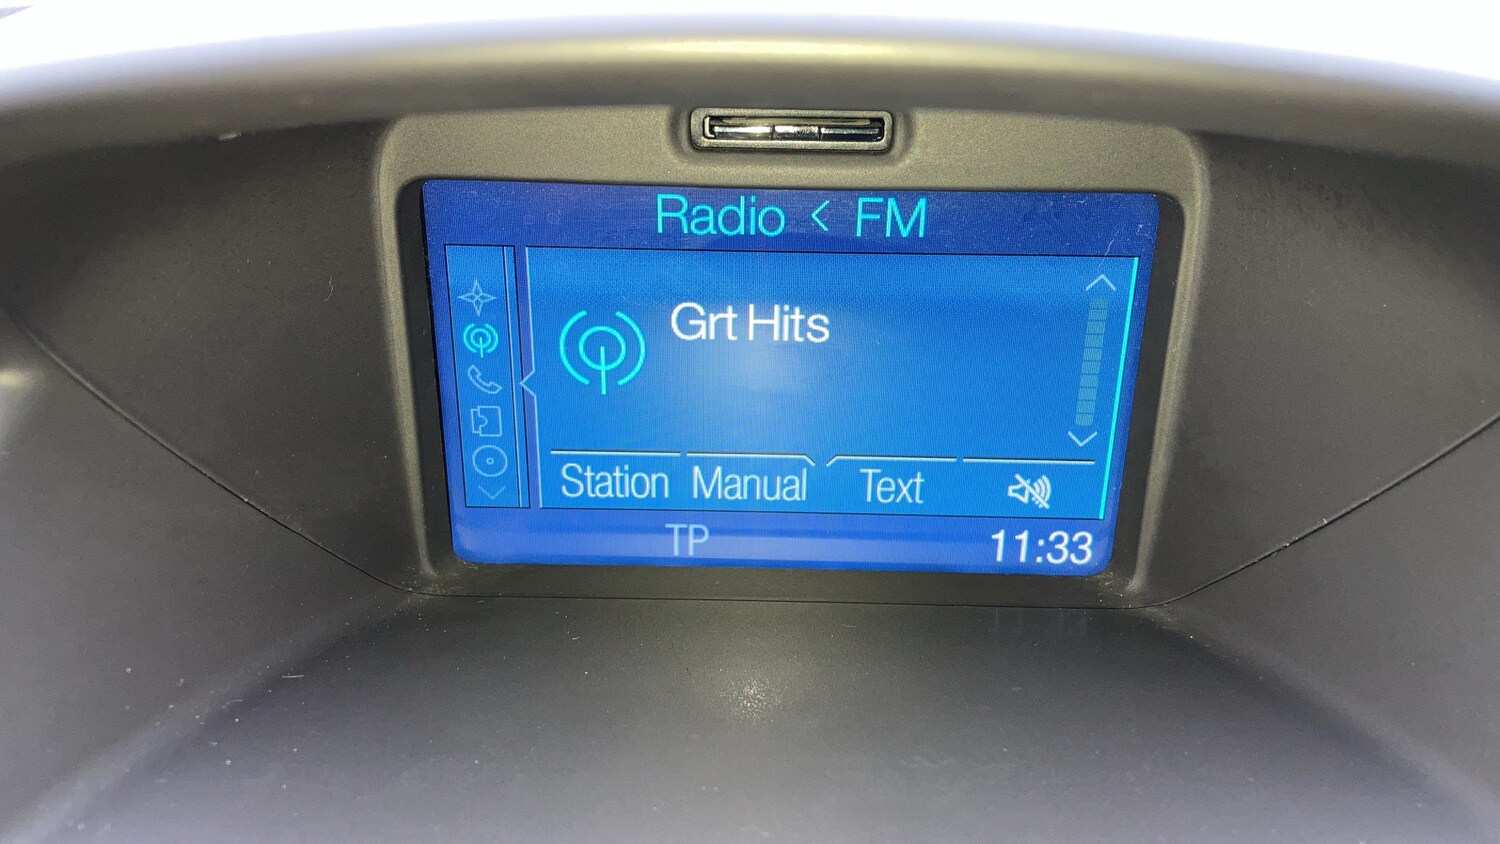 Radio < FM
Grt Hits
Station Manual Text
TP 11:33